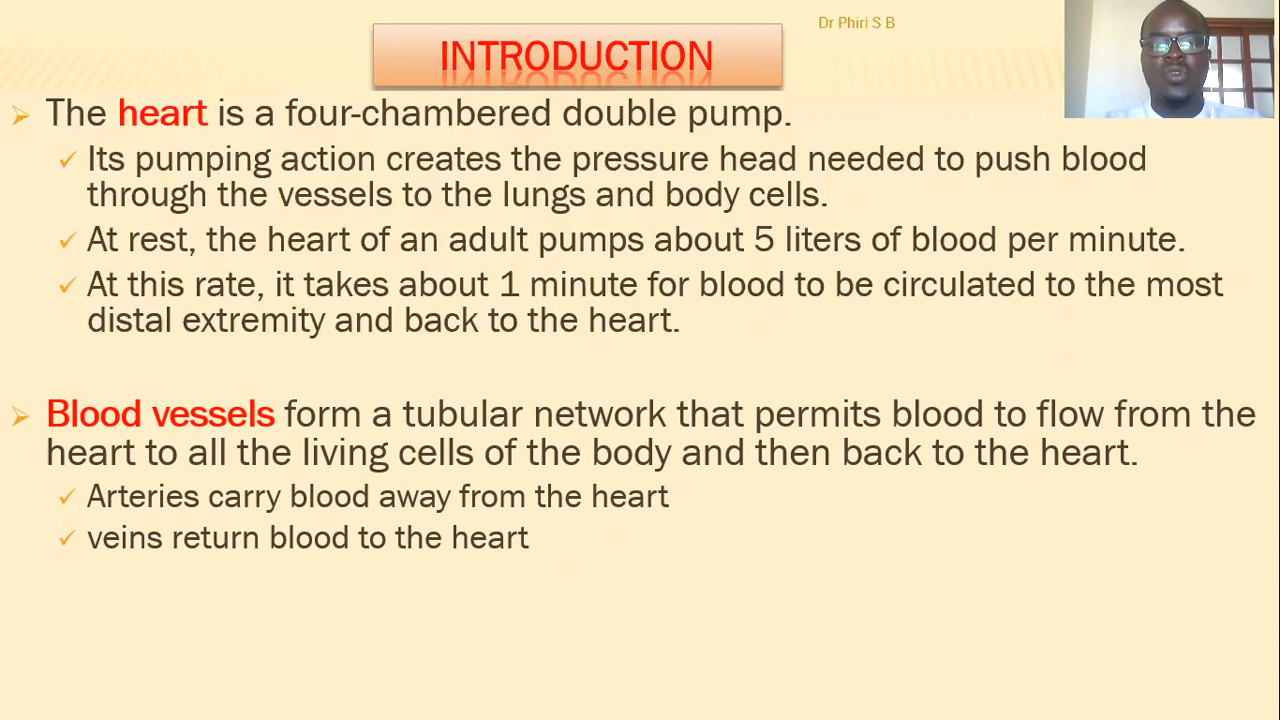 Dr Phiri S B
INTRODUCTION
The heart is a four-chambered double pump.
Its pumping action creates the pressure head needed to push blood
through the vessels to the lungs and body cells.
At rest, the heart of an adult pumps about 5 liters of blood per minute.
At this rate, it takes about 1 minute for blood to be circulated to the most
distal extremity and back to the heart.
Blood vessels form a tubular network that permits blood to flow from the
heart to all the living cells of the body and then back to the heart.
Arteries carry blood away from the heart
veins return blood to the heart